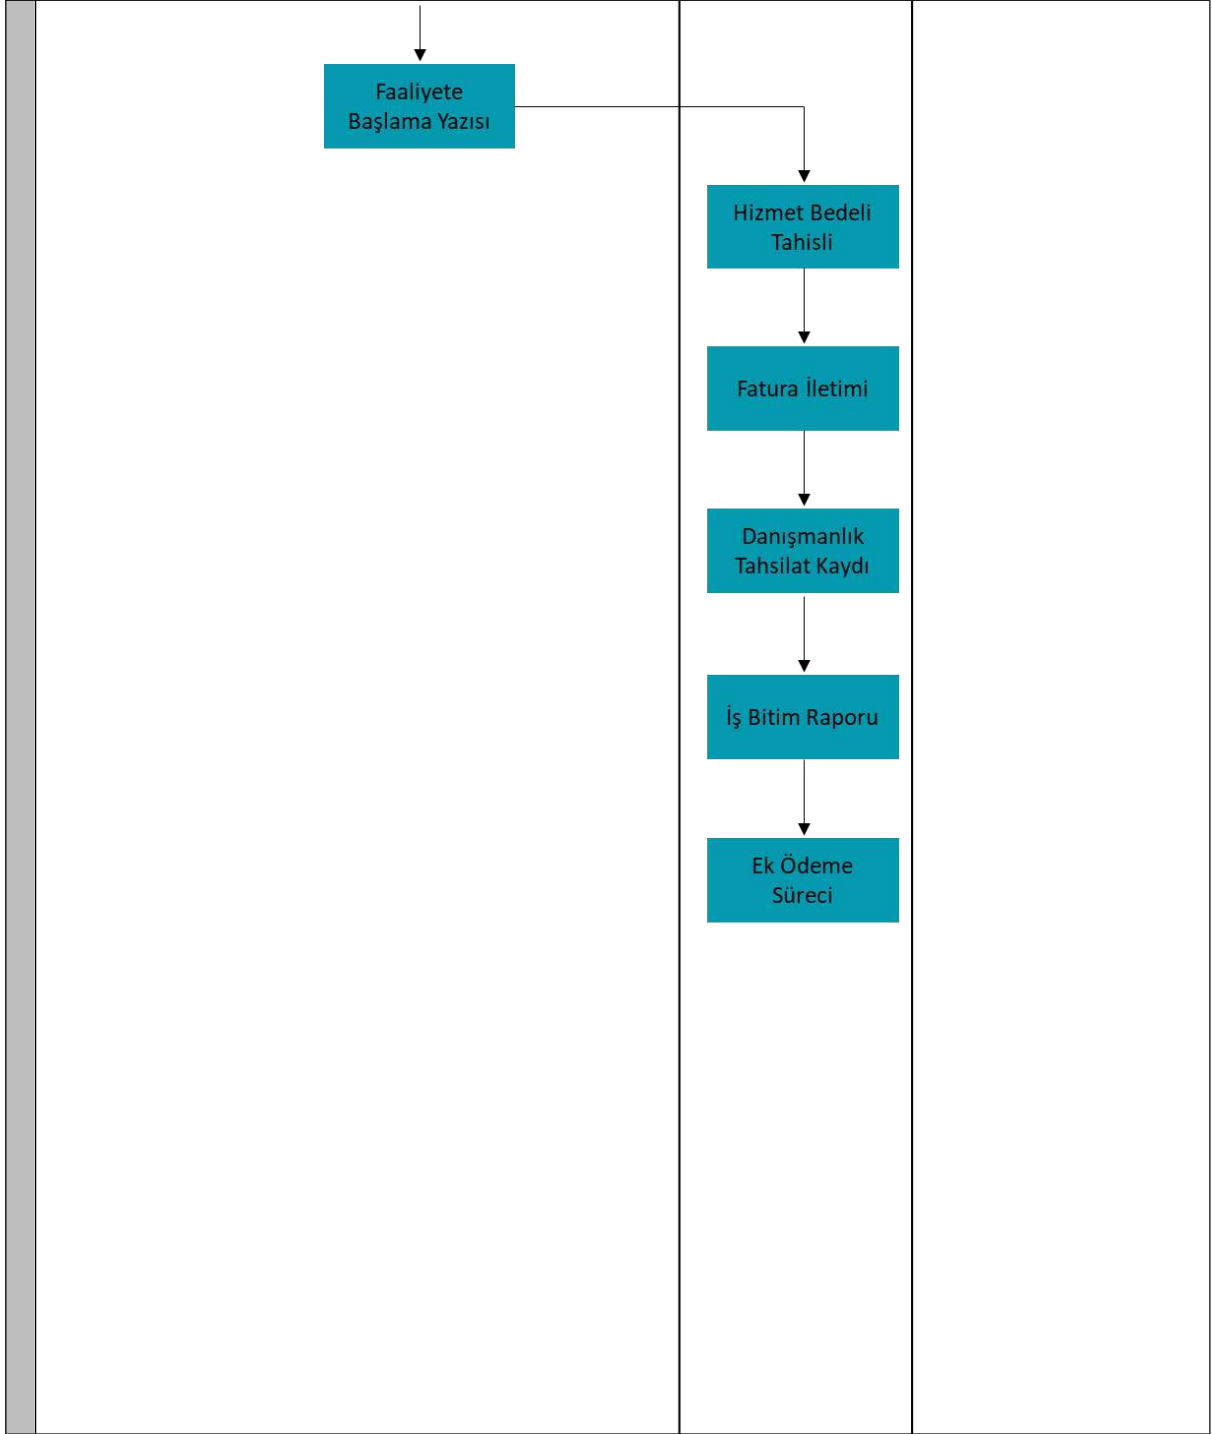 Faaliyete
Başlama Yazısı
Hizmet Bedeli
Tahisli
Fatura İletimi
Danışmanlık
Tahsilat Kaydı
İş Bitim Raporu
Ek Ödeme
Süreci